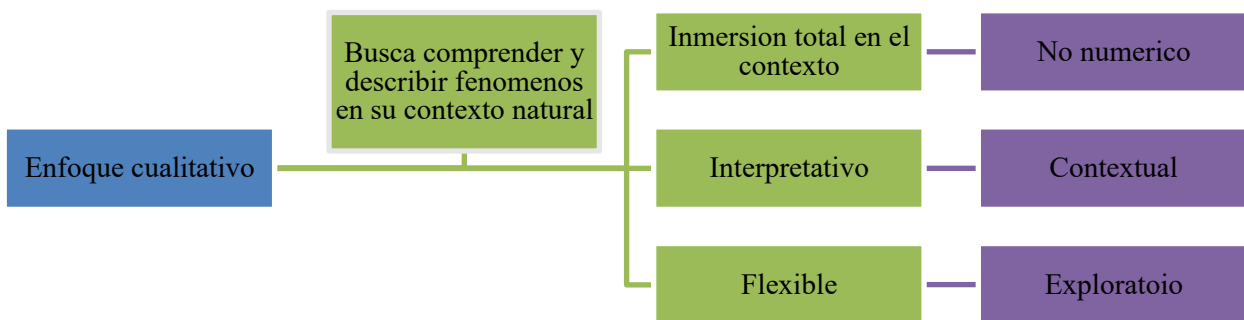 Enfoque cualitativo
Busca comprender y
describir fenomenos
en su contexto natural
Inmersion total en el
contexto
No numerico
Interpretativo
Contextual
Flexible
Exploratoio